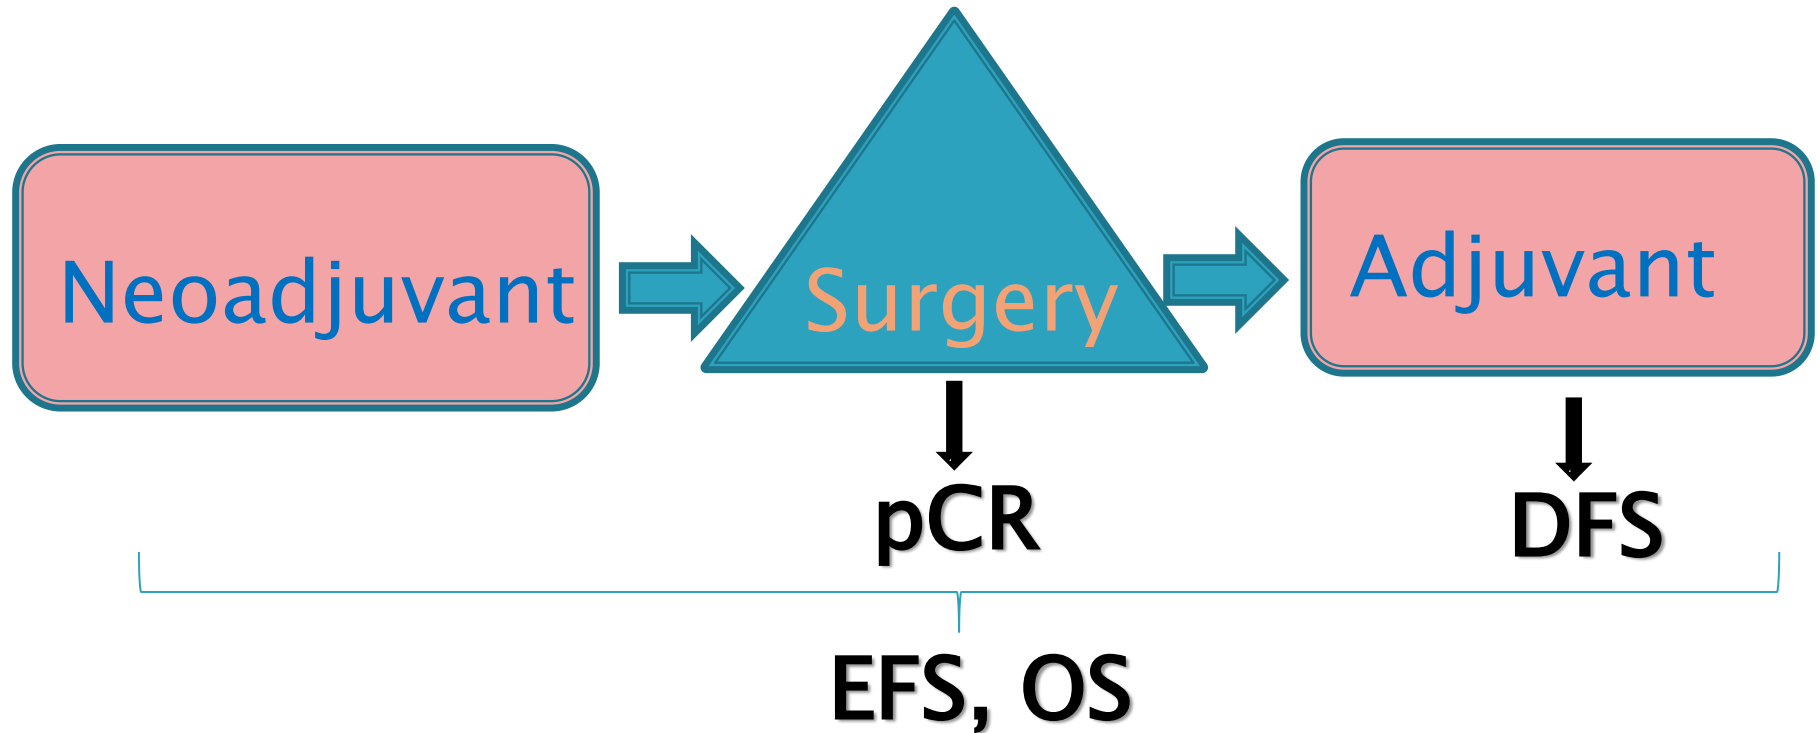 Neoadjuvant
Surgery
Adjuvant
pCR
DFS
EFS, OS